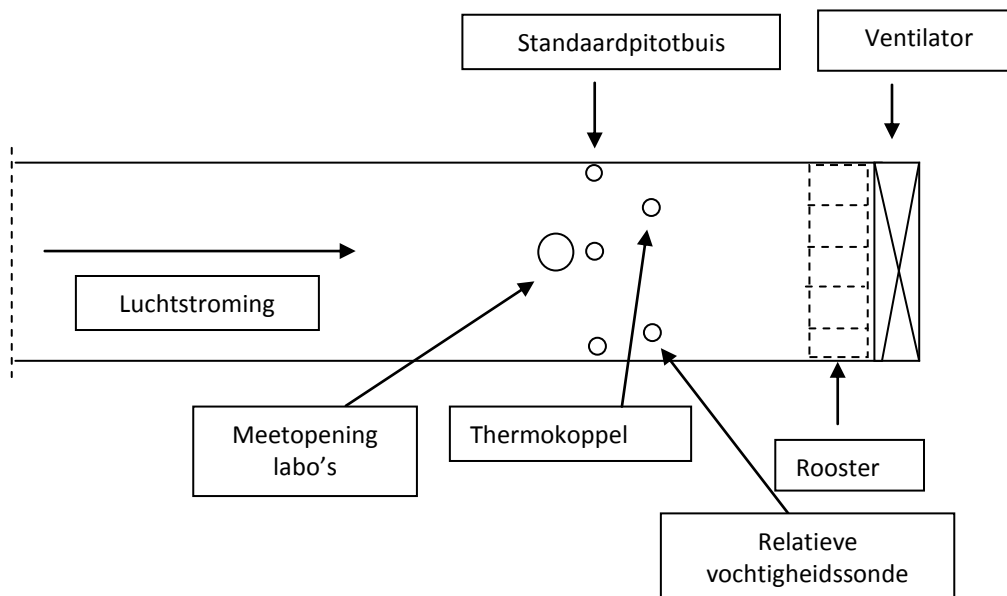 Standaardpitotbuis
Ventilator
Luchtstroming
Meetopening
labo's
Thermokoppel
Rooster
Relatieve
vochtigheidssonde